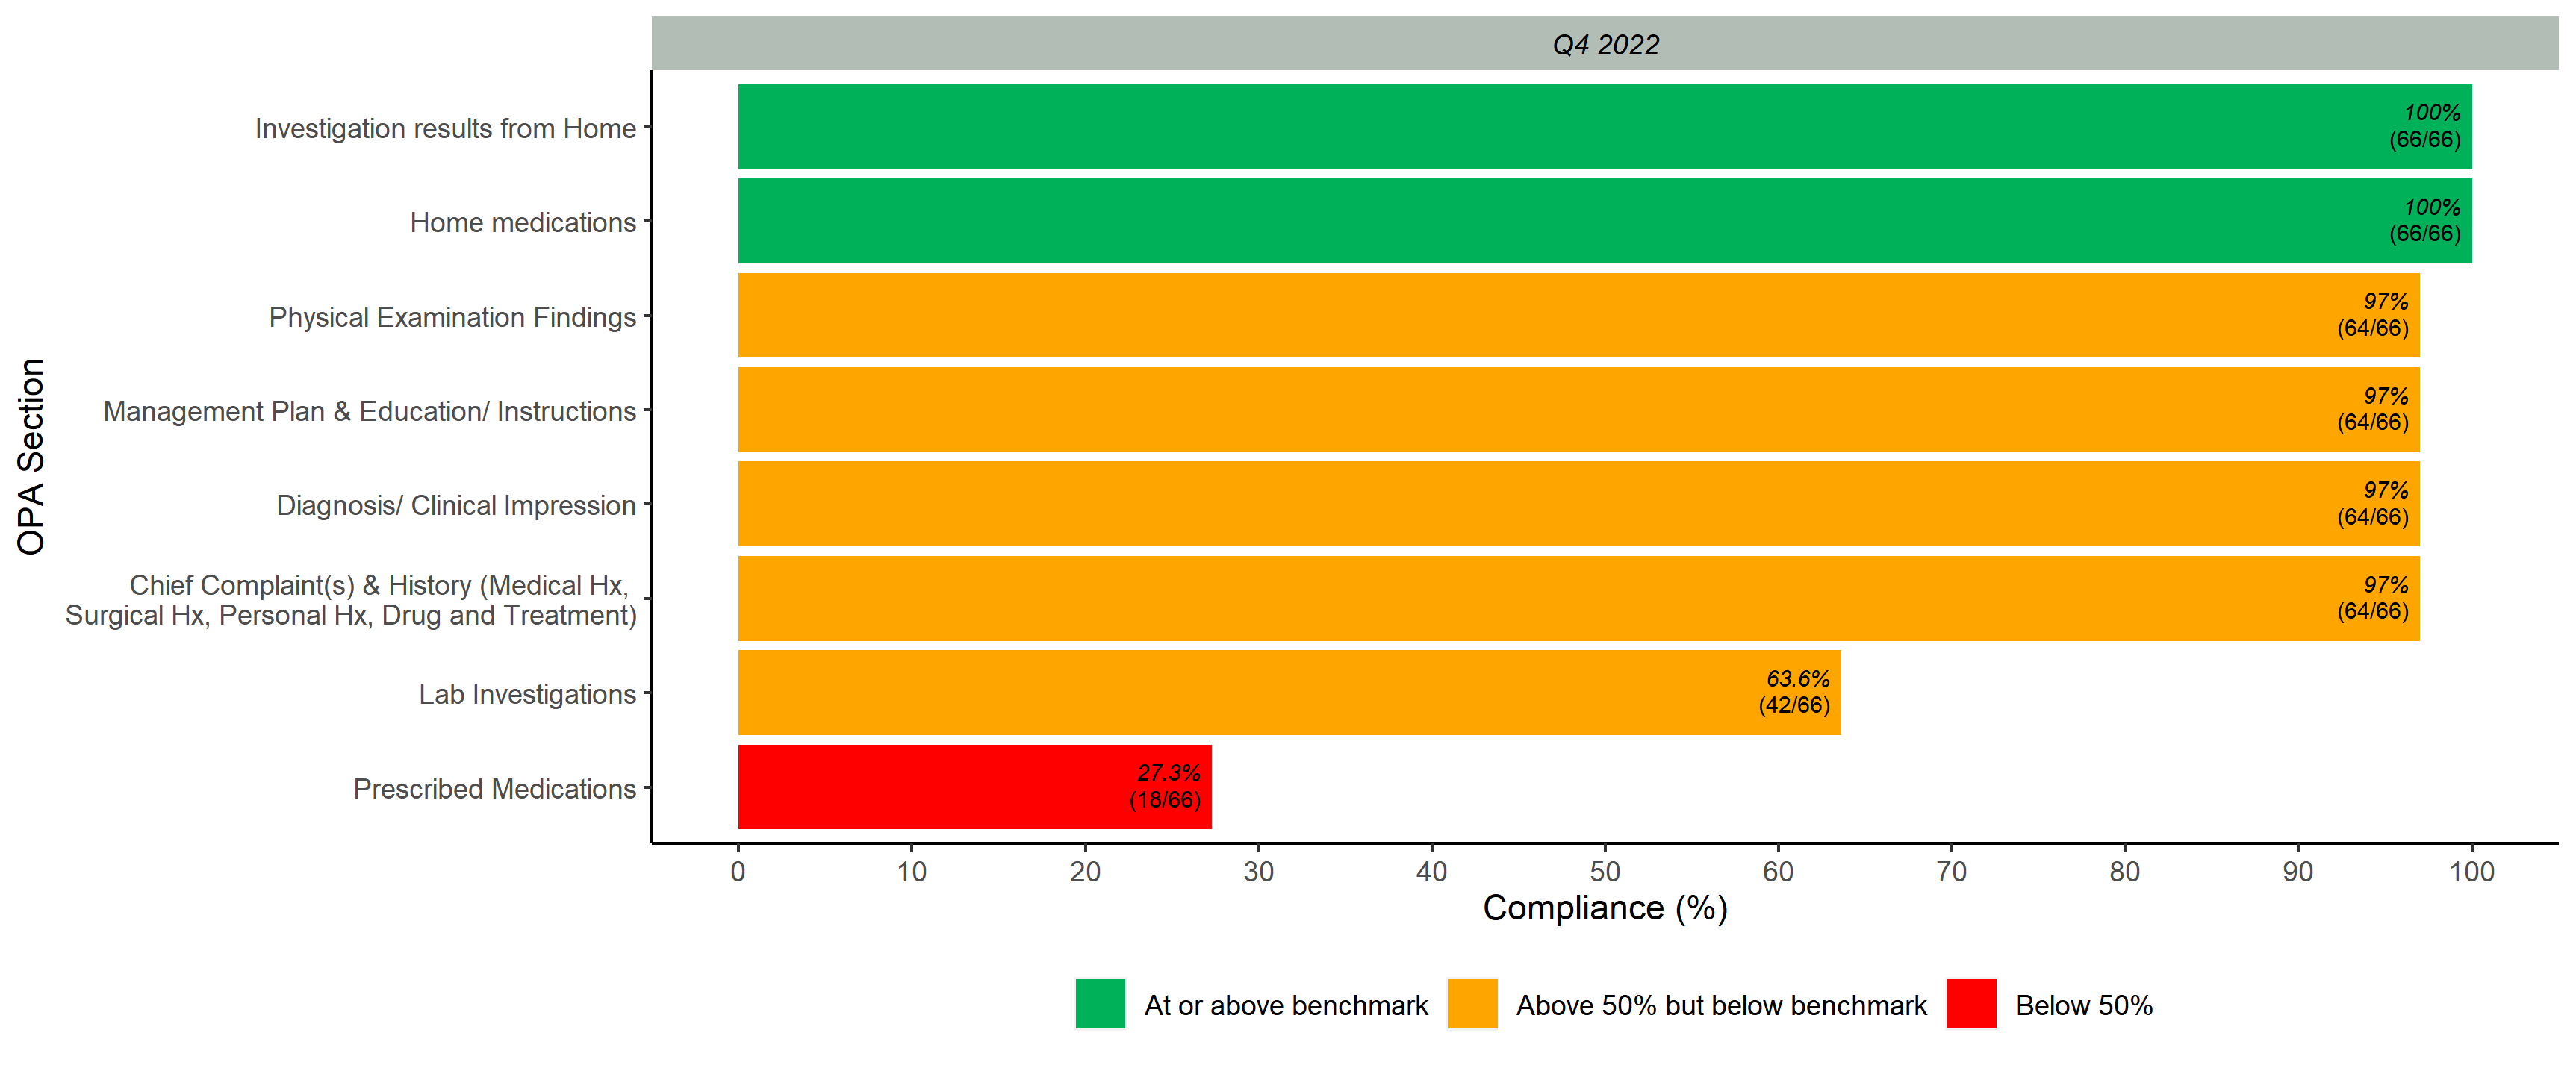 Q4 2022
OPA Section
Investigation results from Home
100%
(66/66)
Home medications
100%
(66/66)
Physical Examination Findings
97%
(64/66)
Management Plan & Education/ Instructions
97%
(64/66)
Diagnosis/ Clinical Impression
97%
(64/66)
Chief Complaint(s) & History (Medical Hx,
Surgical Hx, Personal Hx, Drug and Treatment)
97%
(64/66)
Lab Investigations
63.6%
(42/66)
Prescribed Medications
27.3%
(18/66)
0 10 20 30 40 50 60 70 80 90 100
Compliance (%)
At or above benchmark Above 50% but below benchmark Below 50%